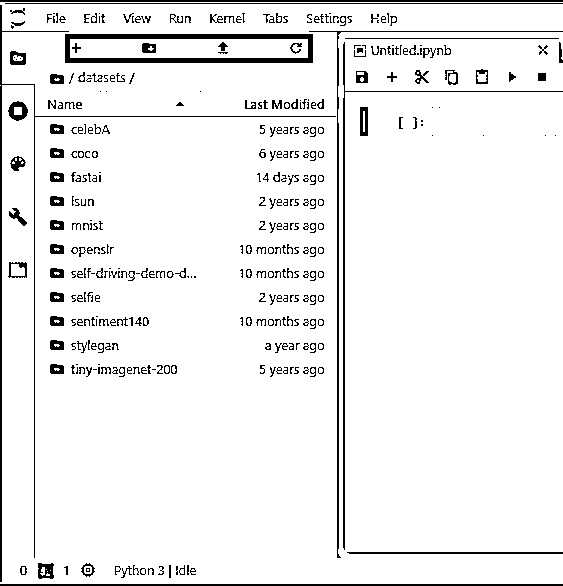 File Edit View Run Kernel Tabs Settings Help
/ datasets /
Name Last Modified
celebA 5 years ago
coco 6 years ago
fastai 14 days ago
lsun 2 years ago
mnist 2 years ago
openslr 10 months ago
self-driving-demo-d... 10 months ago
selfie 2 years ago
sentiment140 10 months ago
stylegan a year ago
tiny-imagenet-200 5 years ago
Untitled.ipynb
[ ]:
0 1 Python 3 | Idle